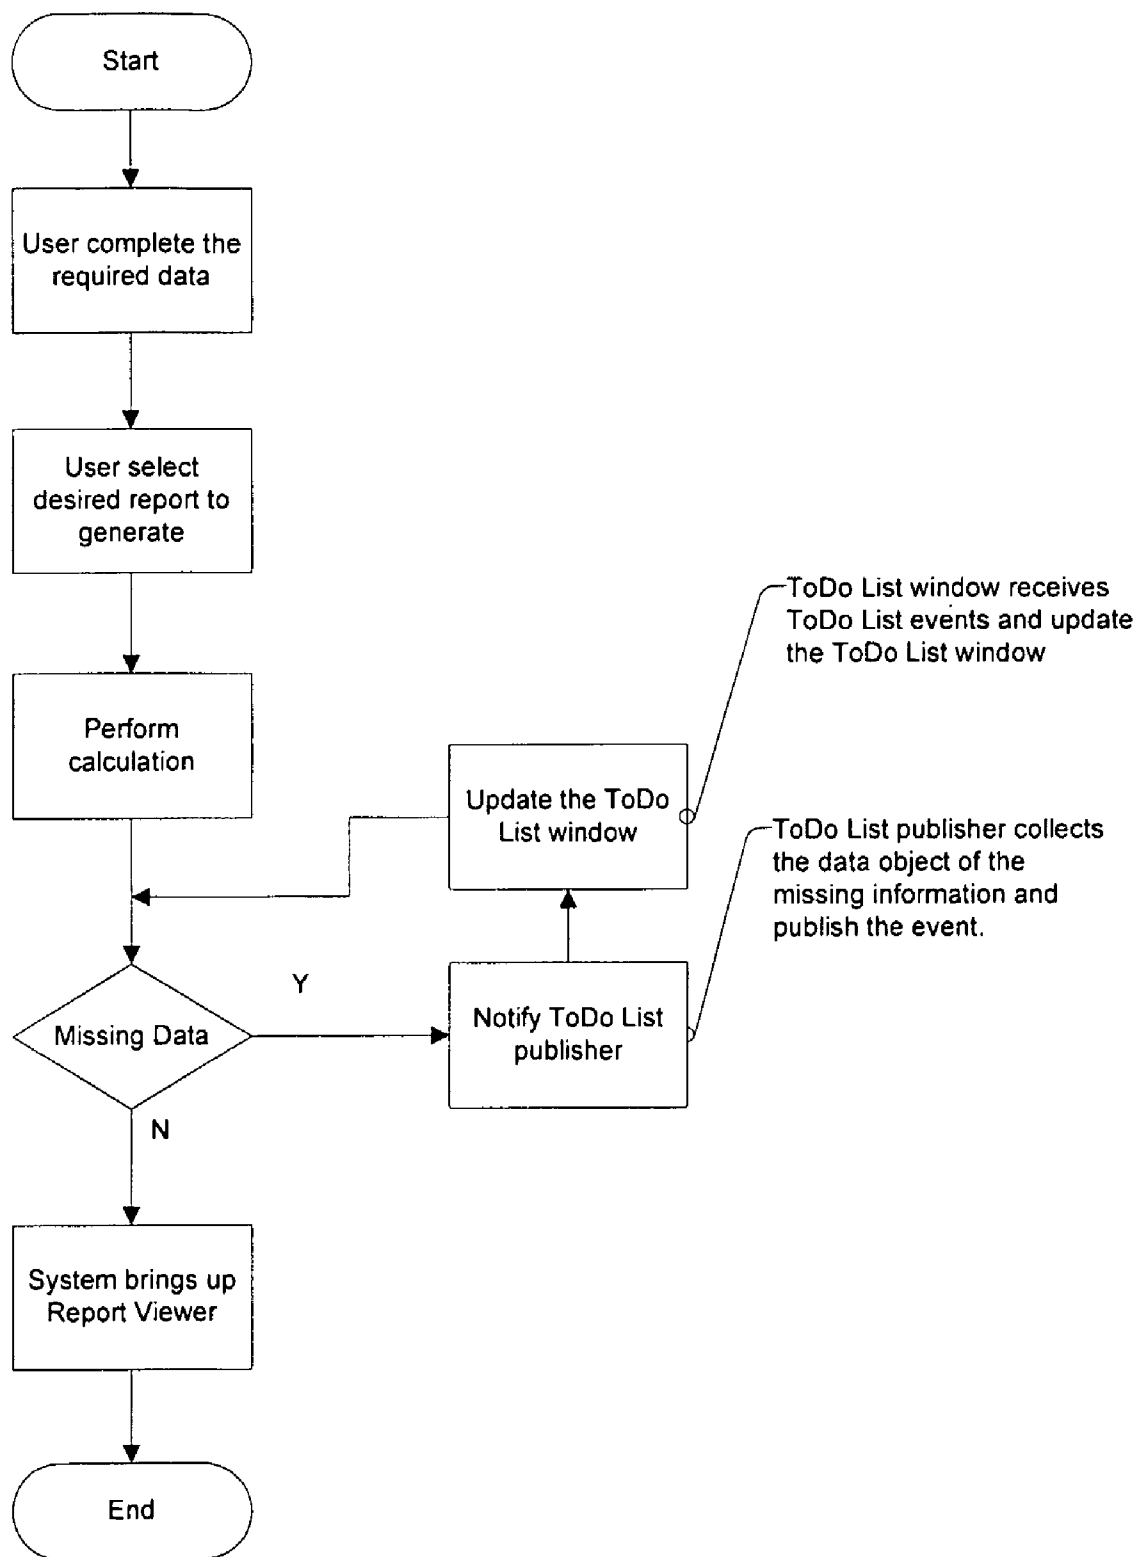 Start
User complete the
required data
User select
desired report to
generate
Perform
calculation
ToDo List window receives
ToDo List events and update
the ToDo List window
Update the ToDo
List window
ToDo List publisher collects
the data object of the
missing information and
publish the event.
Missing Data
Y
Notify ToDo List
publisher
N
System brings up
Report Viewer
End